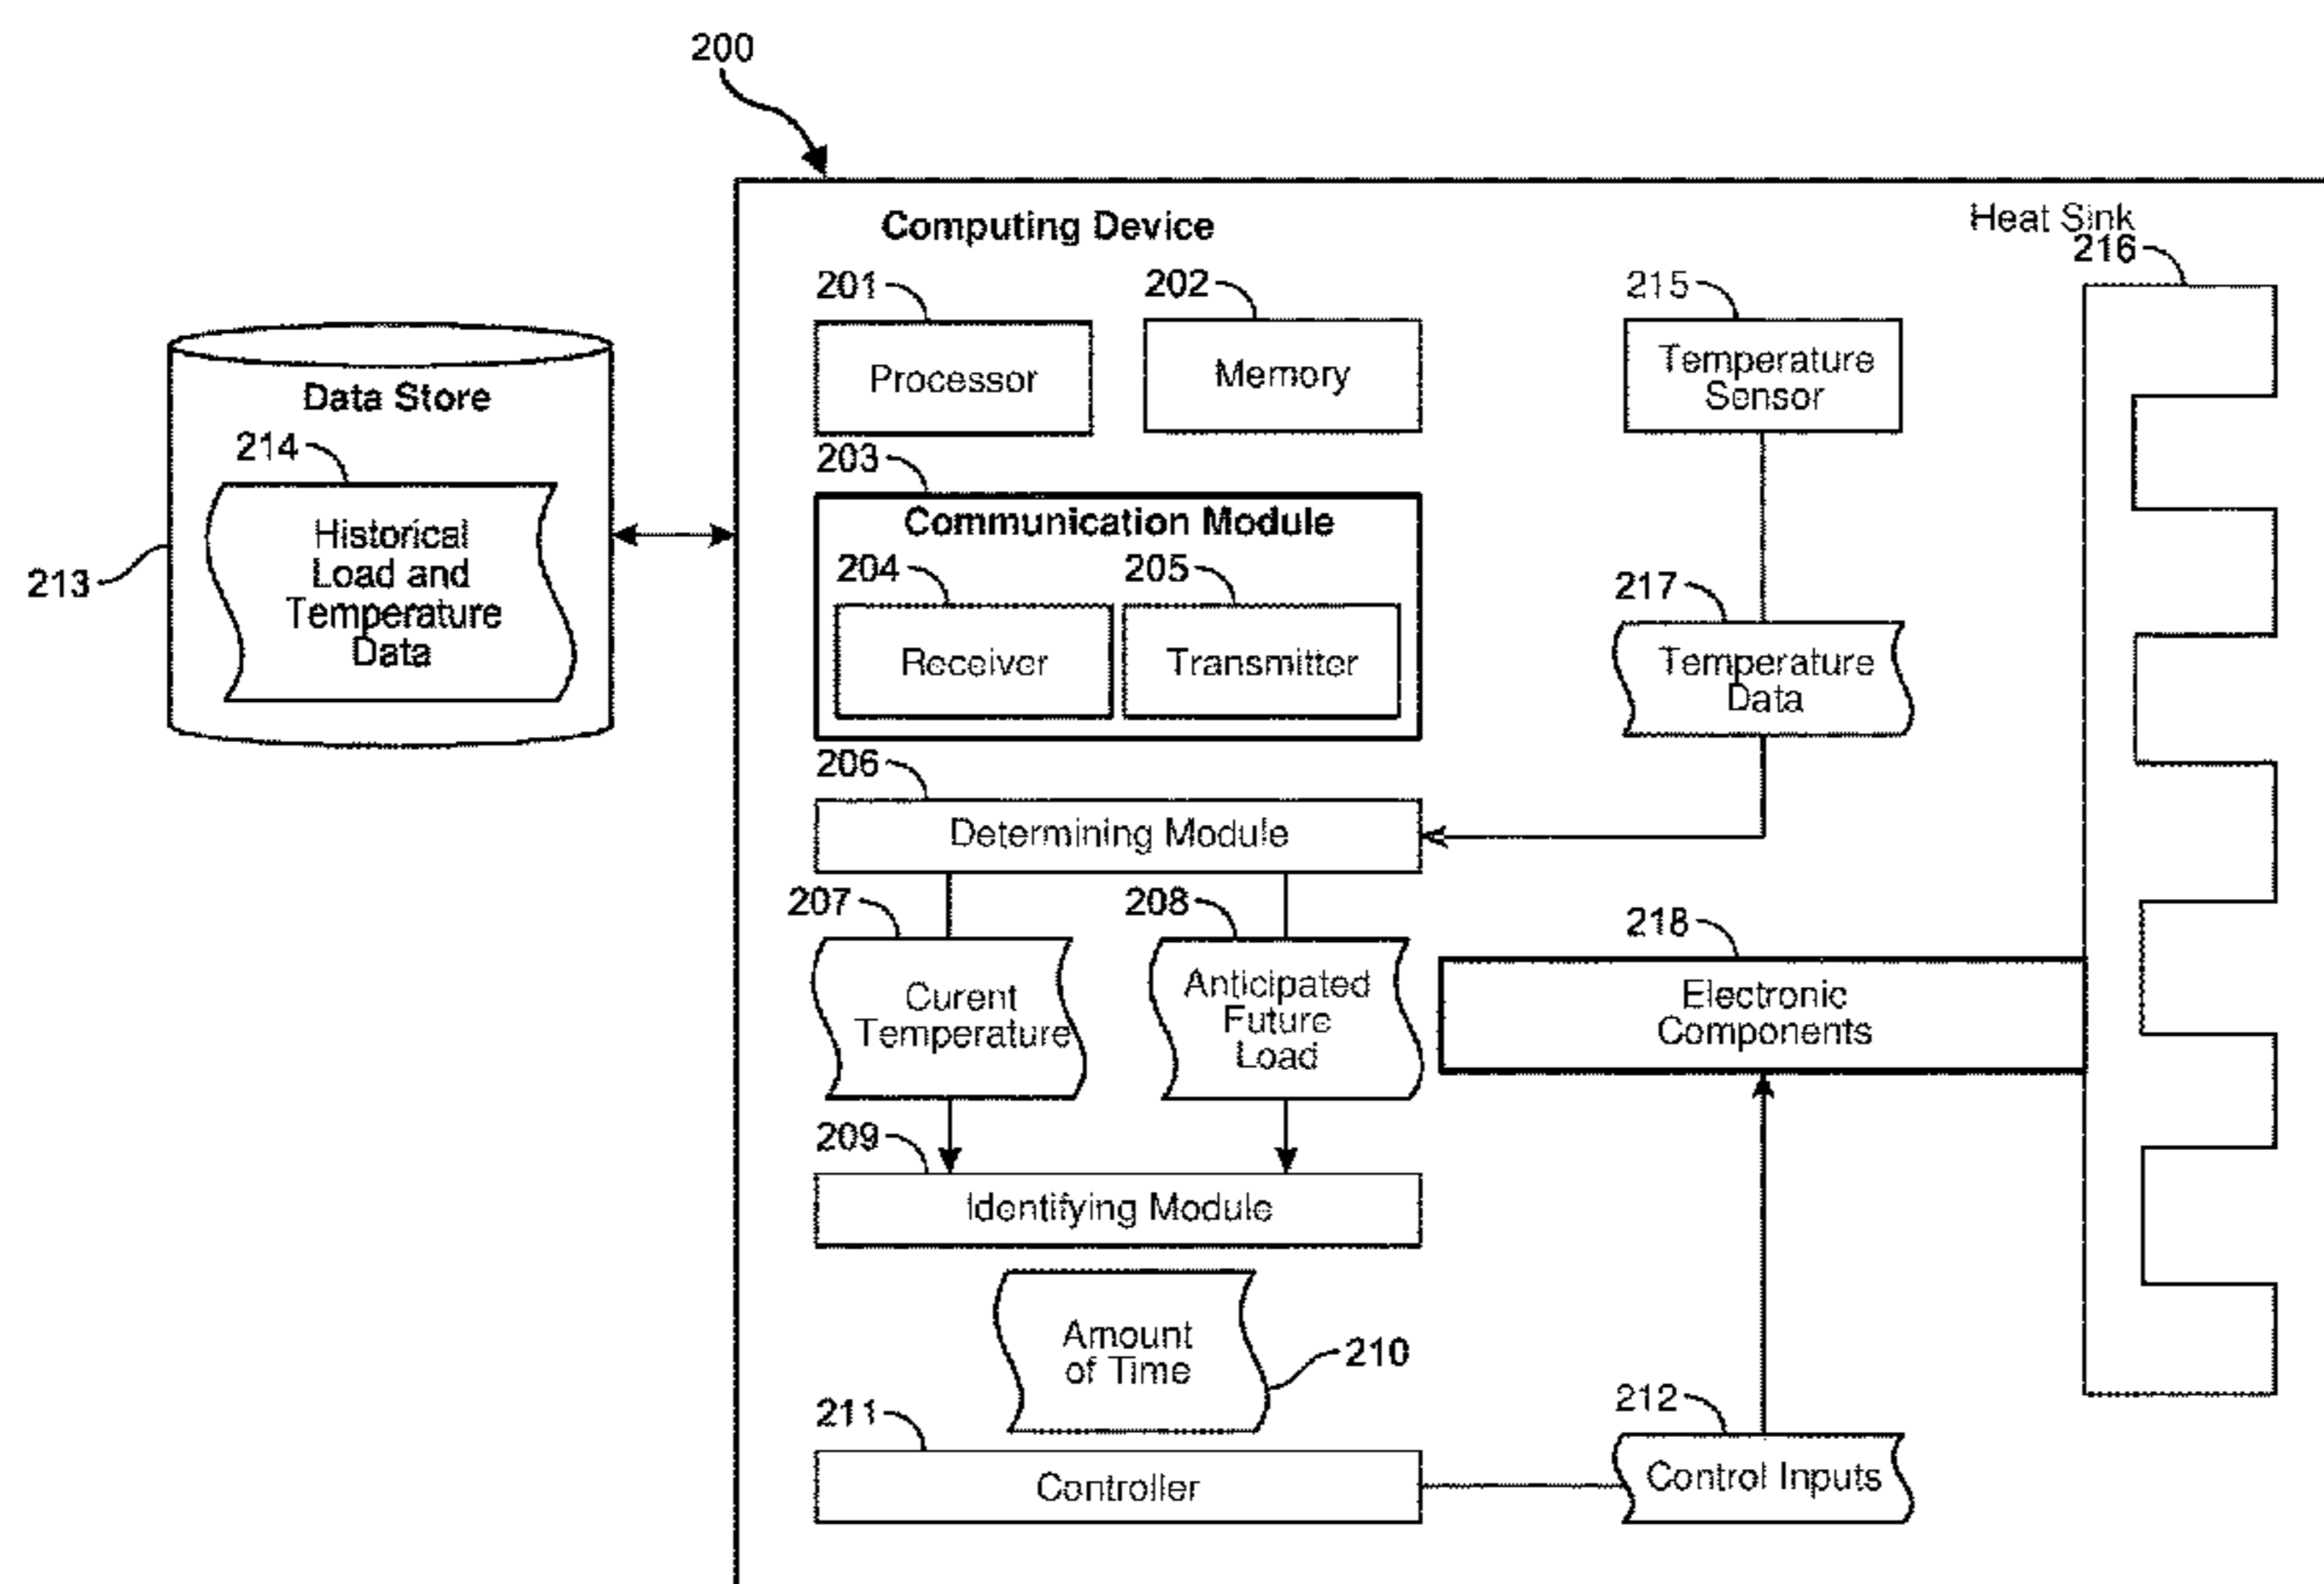 200
Computing Device
Heat Sink
216
201
202
215
Processor
Memory
Temperature
Sensor
Data Store
214
Historical
Load and
Temperature
Data
213
203
Communication Module
204
205
Receiver
Transmitter
217
Temperature
Data
206
Determining Module
207
208
218
Curent
Temperature
Anticipated
Future
Load
Electronic
Components
209
Identifying Module
Amount
of Time
210
211
212
Controller
Control Inputs